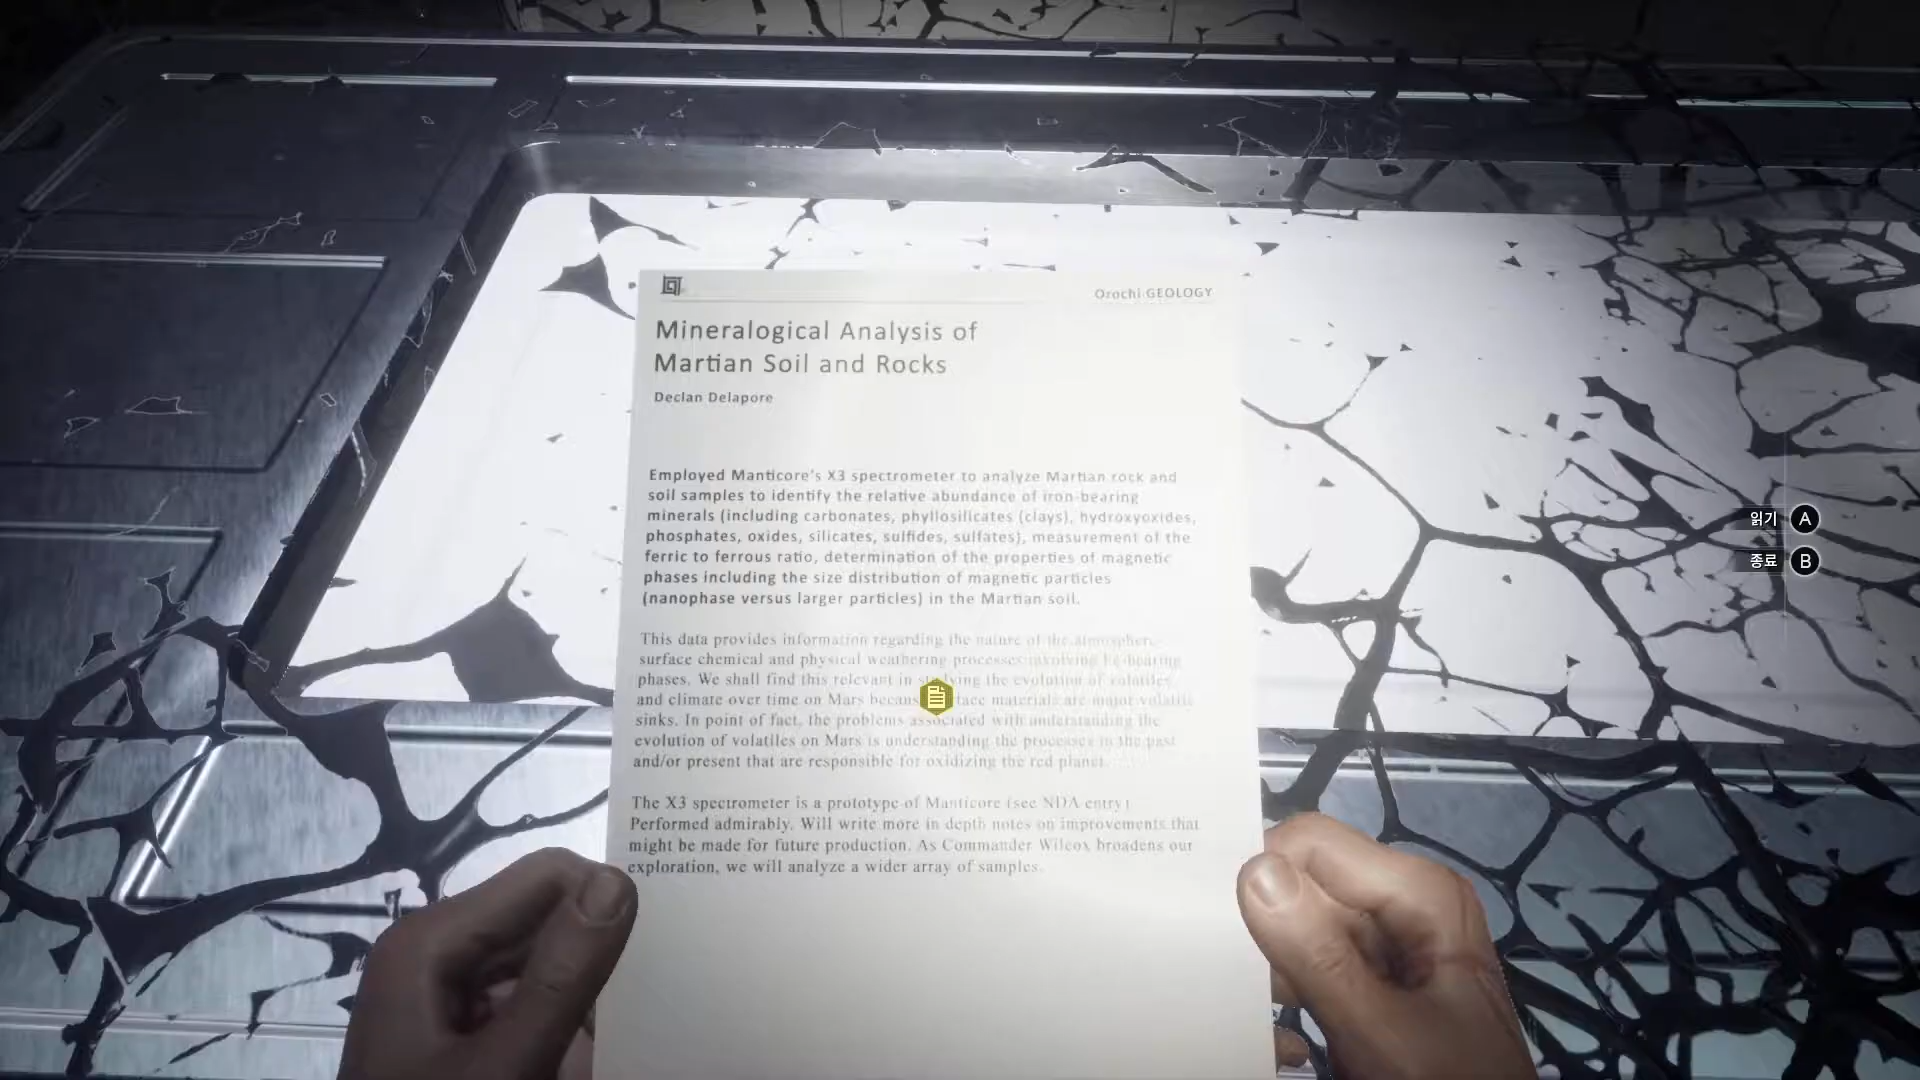 Orochi GEOLOGY
Mineralogical Analysis of
Martian Soil and Rocks
Declan Delapore
Employed Manticore's X3 spectrometer to analyze Martian rock and
soil samples to identify the relative abundance of iron-bearing
minerals (including carbonates, phyllosilicates (clays), hydroxyoxides,
phosphates, oxides, silicates, sulfides, sulfates), measurement of the
ferric to ferrous ratio, determination of the properties of magnetic
phases including the size distribution of magnetic particles
(nanophase versus larger particles) in the Martian soil.
This data provides information regarding the nature of the
surface chemical and physical weathering processes involving
phases. We shall find this relevant in the evolution of volatiles
and climate over time on Mars materials are major volatile
sinks. In point of fact, the problems associated with understanding the
evolution of volatiles on Mars is understanding the processes in the past
and/or present that are responsible for oxidizing the red planet.
The X3 spectrometer is a prototype of Manticore (see NDA entry).
Performed admirably. Will write more in depth notes on improvements that
might be made for future production. As Commander Wilcox broadens our
exploration, we will analyze a wider array of samples.
읽기 A
종료 B